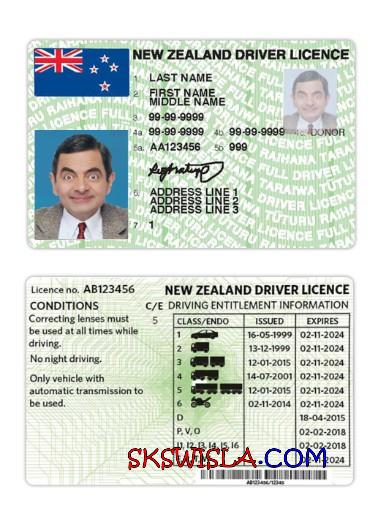 NEW ZEALAND DRIVER LICENCE
1. LAST NAME
2. FIRST NAME
MIDDLE NAME
3. 99-99-9999
4a. 99-99-9999 4b. 99-99-9999 4c. DONOR
5a. AA123456 5b. 999
6. ADDRESS LINE 1
ADDRESS LINE 2
ADDRESS LINE 3
7. 1
Licence no. AB123456 NEW ZEALAND DRIVER LICENCE
CONDITIONS C/E DRIVING ENTITLEMENT INFORMATION
Correcting lenses must
be used at all times while
driving.
No night driving.
Only vehicle with
automatic transmission to
be used.
5
CLASS/ENDO ISSUED EXPIRES
1 16-05-1999 02-11-2024
2 13-12-1999 02-11-2024
3 12-01-2015 02-11-2024
4 14-07-2001 02-11-2024
5 12-01-2015 02-11-2024
6 02-11-2014 02-11-2024
D 18-04-2015
P, V, O 02-02-2018
I1, I2, I3, I4, I5, I6 02-02-2018
02-11-2024
SKSWISLA.COM
AB123456/12345